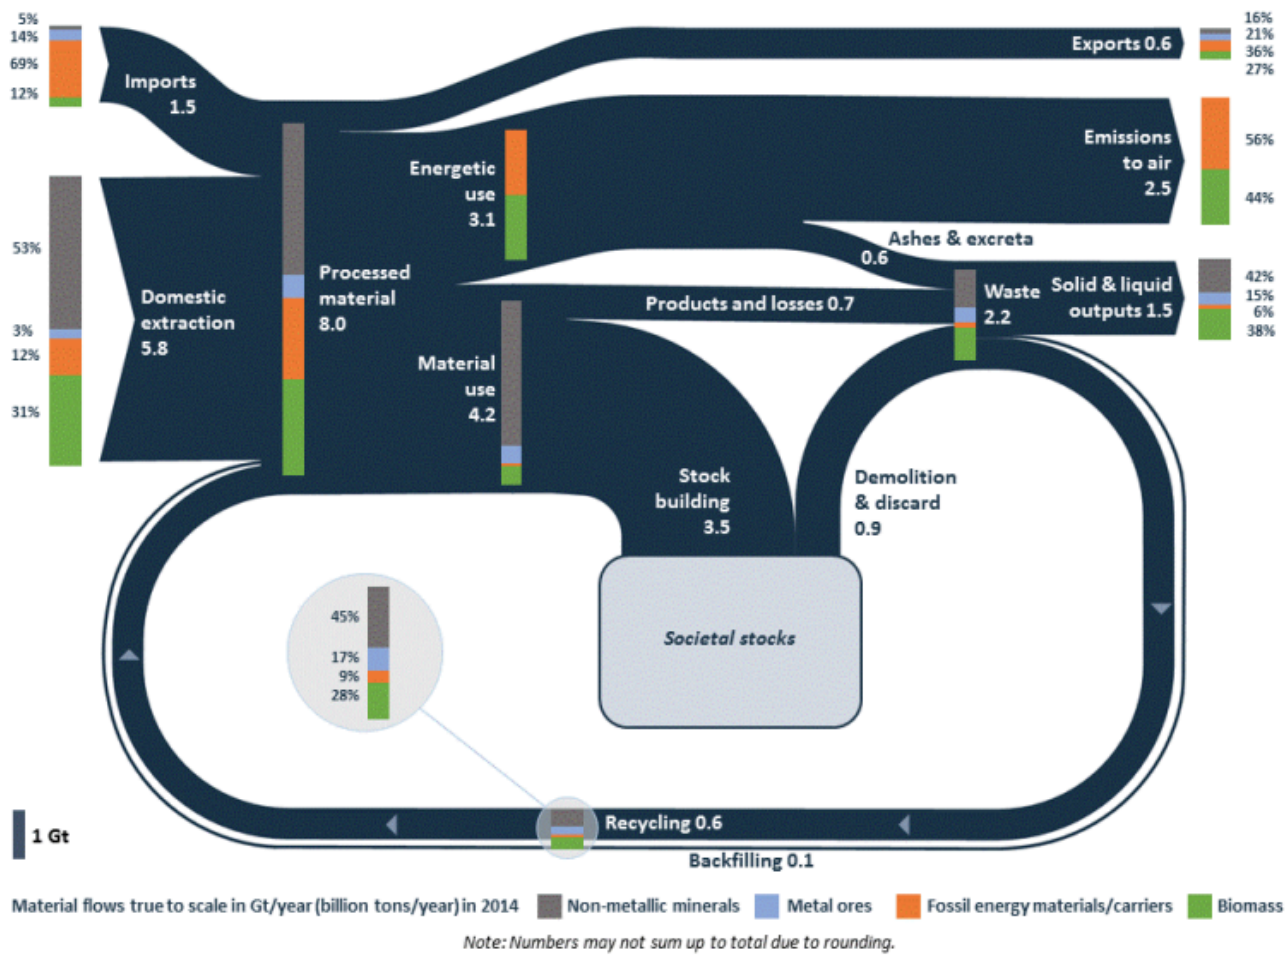 5%
14%
69%
12%
Imports
1.5
Exports 0.6
16%
21%
36%
27%
Energetic
use
3.1
Emissions
to air
2.5
56%
44%
53%
3%
12%
31%
Domestic
extraction
5.8
Processed
material
8.0
Ashes & excreta
0.6
Products and losses 0.7
Waste
2.2
Solid & liquid
outputs 1.5
42%
15%
6%
38%
Material
use
4.2
Stock
building
3.5
Demolition
& discard
0.9
Societal stocks
45%
17%
9%
28%
Recycling 0.6
Backfilling 0.1
1 Gt
Material flows true to scale in Gt/year (billion tons/year) in 2014
Non-metallic minerals
Metal ores
Fossil energy materials/carriers
Biomass
Note: Numbers may not sum up to total due to rounding.